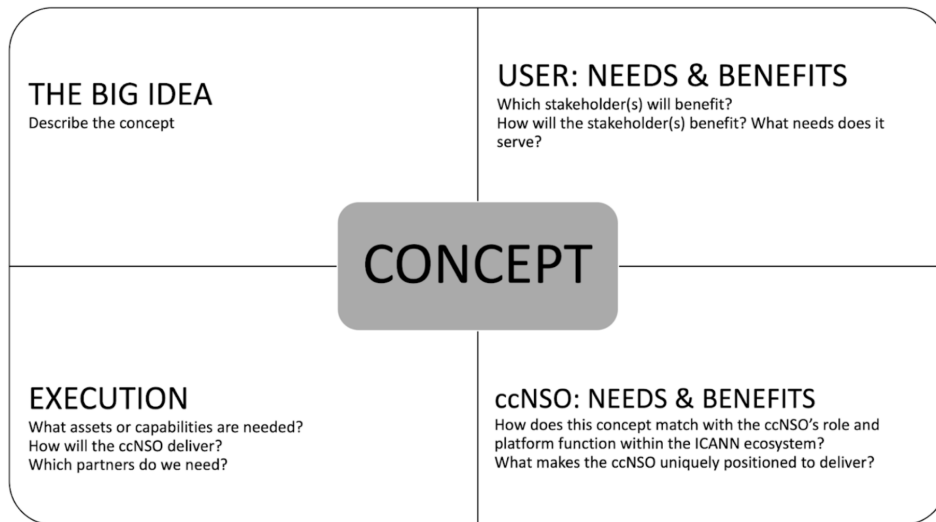 THE BIG IDEA
Describe the concept
USER: NEEDS & BENEFITS
Which stakeholder(s) will benefit?
How will the stakeholder(s) benefit? What needs does it
serve?
CONCEPT
EXECUTION
What assets or capabilities are needed?
How will the ccNSO deliver?
Which partners do we need?
ccNSO: NEEDS & BENEFITS
How does this concept match with the ccNSO's role and
platform function within the ICANN ecosystem?
What makes the ccNSO uniquely positioned to deliver?